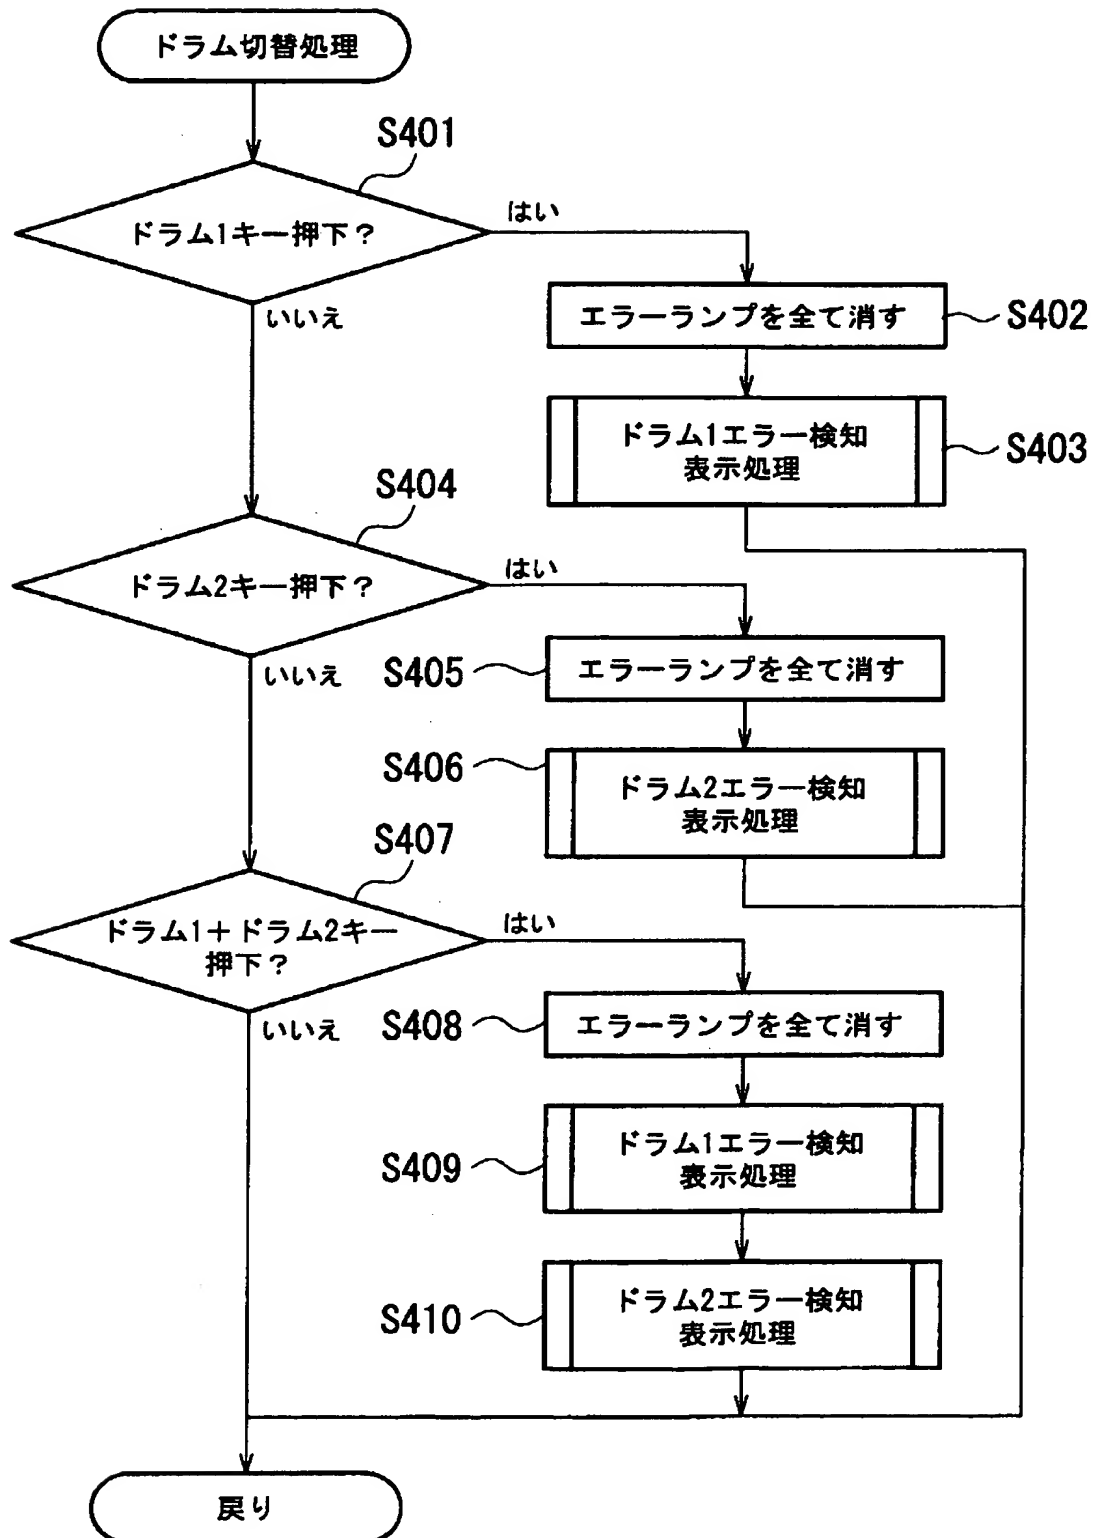 ドラム切替処理
S401
ドラム1キー押下?
はい
いいえ
エラーランプを全て消す
S402
ドラム1エラー検知
表示処理
S403
S404
ドラム2キー押下?
はい
いいえ
S405
エラーランプを全て消す
S406
ドラム2エラー検知
表示処理
S407
ドラム1+ドラム2キー
押下?
はい
いいえ
S408
エラーランプを全て消す
S409
ドラム1エラー検知
表示処理
S410
ドラム2エラー検知
表示処理
戻り